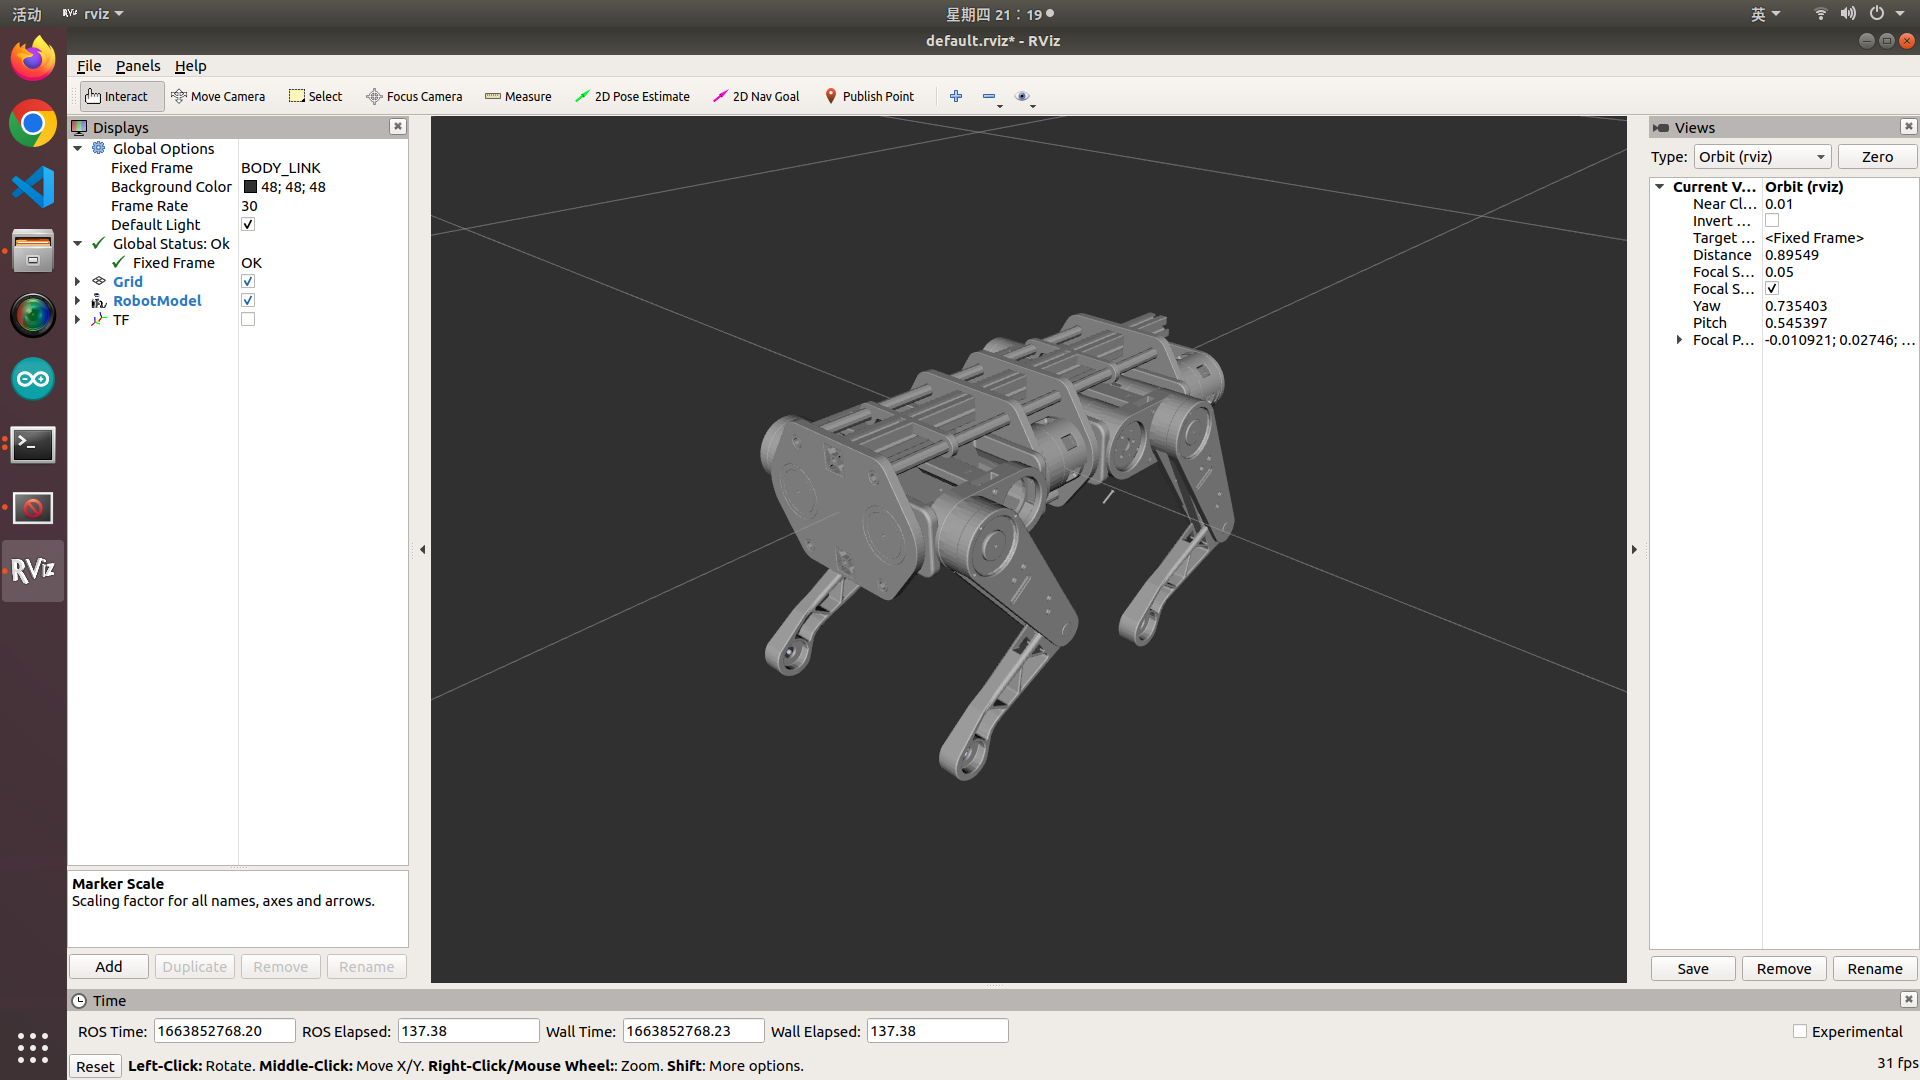 活动 RViz rviz 星期四 21：19 英
default.rviz* - RViz
File Panels Help
Interact Move Camera Select Focus Camera Measure 2D Pose Estimate 2D Nav Goal Publish Point
Displays
Global Options
Fixed Frame BODY_LINK
Background Color 48; 48; 48
Frame Rate 30
Default Light
Global Status: Ok
Fixed Frame OK
Grid
RobotModel
TF
Marker Scale
Scaling factor for all names, axes and arrows.
Add Duplicate Remove Rename
Views
Type: Orbit (rviz) Zero
Current V... Orbit (rviz)
Near Cl... 0.01
Invert ...
Target ... <Fixed Frame>
Distance 0.89549
Focal S... 0.05
Focal S...
Yaw 0.735403
Pitch 0.545397
Focal P... -0.010921; 0.02746; ...
Save Remove Rename
RViz
Time
ROS Time: 1663852768.20 ROS Elapsed: 137.38 Wall Time: 1663852768.23 Wall Elapsed: 137.38 Experimental
Reset Left-Click: Rotate. Middle-Click: Move X/Y. Right-Click/Mouse Wheel:: Zoom. Shift: More options. 31 fps